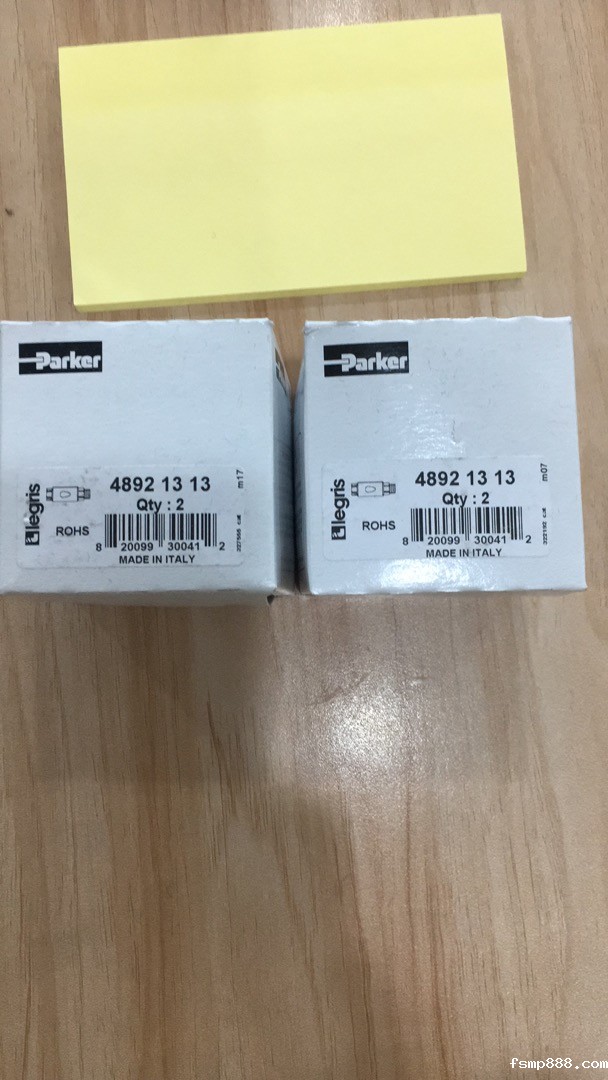 Parker
legris
4892 13 13
Qty : 2
m17
ROHS
8 20099 30041 2
MADE IN ITALY
Parker
legris
4892 13 13
Qty : 2
m07
ROHS
8 20099 30041 2
MADE IN ITALY
fsmp888.com